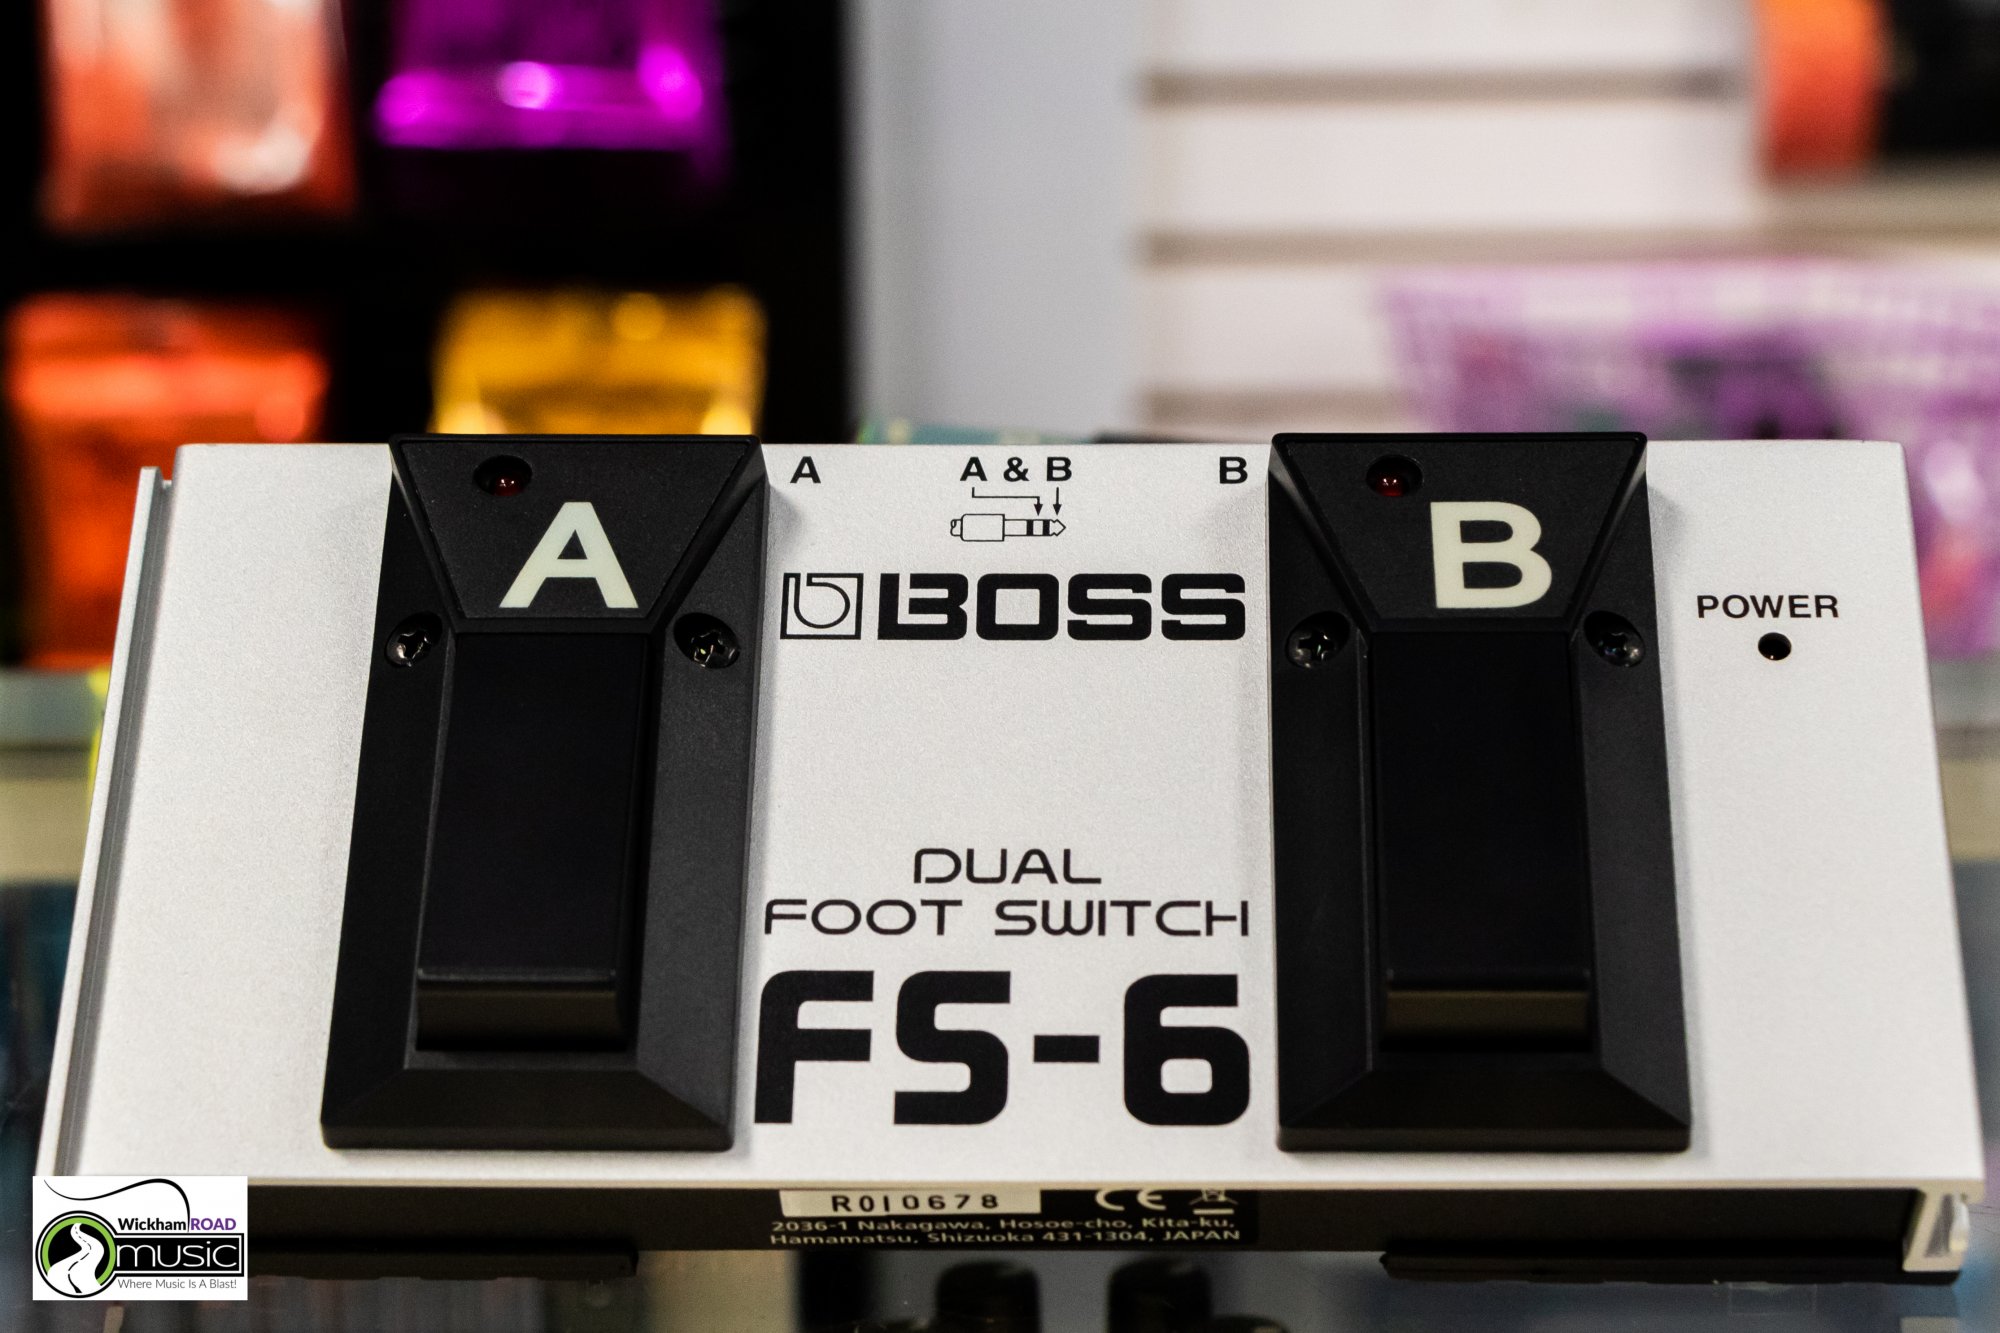 A
A & B
B
A
B
BOSS
POWER
DUAL
FOOT SWITCH
FS-6
R0I0678
CE
2036-1 Nakagawa, Hosoe-cho, Kita-ku,
Hamamatsu, Shizuoka 431-1304, JAPAN
Wickham ROAD
music
Where Music Is A Blast!